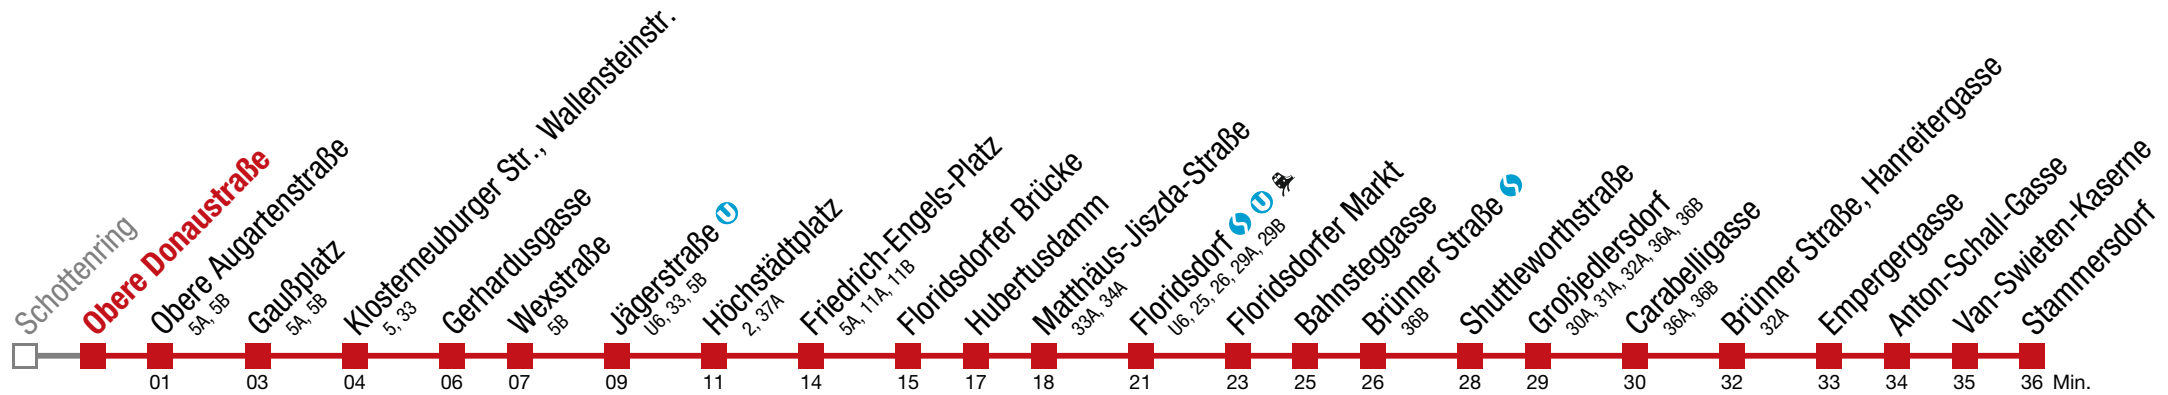 Schottenring
Obere Donaustraße
Obere Augartenstraße
5A, 5B
Gaußplatz
5A, 5B
Klosterneuburger Str., Wallensteinstr.
5, 33
Gerhardusgasse
Wexstraße
5B
Jägerstraße U
U6, 33, 5B
Höchstädtplatz
2, 37A
Friedrich-Engels-Platz
5A, 11A, 11B
Floridsdorfer Brücke
Hubertusdamm
Matthäus-Jiszda-Straße
33A, 34A
Floridsdorf S U
U6, 25, 26, 29A, 29B
Floridsdorfer Markt
Bahnsteggasse
Brünner Straße S
36B
Shuttleworthstraße
Großjedlersdorf
30A, 31A, 32A, 36A, 36B
Carabelligasse
36A, 36B
Brünner Straße, Hanreitergasse
32A
Empergergasse
Anton-Schall-Gasse
Van-Swieten-Kaserne
Stammersdorf
01 03 04 06 07 09 11 14 15 17 18 21 23 25 26 28 29 30 32 33 34 35 36 Min.